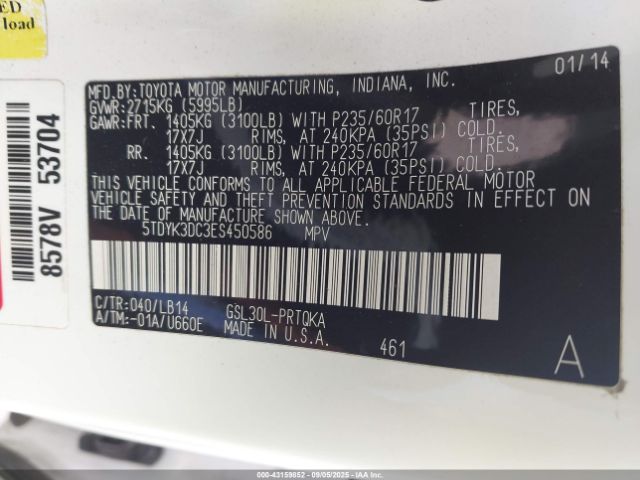 ED
load
8578V 53704
MFD. BY: TOYOTA MOTOR MANUFACTURING, INDIANA, INC. 01/14
GVWR: 2715KG (5995LB)
GAWR: FRT. 1405KG (3100LB) WITH P235/60R17 TIRES,
17X7J RIMS, AT 240KPA (35PSI) COLD.
RR. 1405KG (3100LB) WITH P235/60R17 TIRES,
17X7J RIMS, AT 240KPA (35PSI) COLD.
THIS VEHICLE CONFORMS TO ALL APPLICABLE FEDERAL MOTOR
VEHICLE SAFETY AND THEFT PREVENTION STANDARDS IN EFFECT ON
THE DATE OF MANUFACTURE SHOWN ABOVE.
5TDYK3DC3ES450586 MPV
C/TR: 040/LB14 GSL30L-PRTQKA
A/TM: -01A/U660E MADE IN U.S.A.
461
A
000-43159852 - 09/05/2025 - IAAI.COM